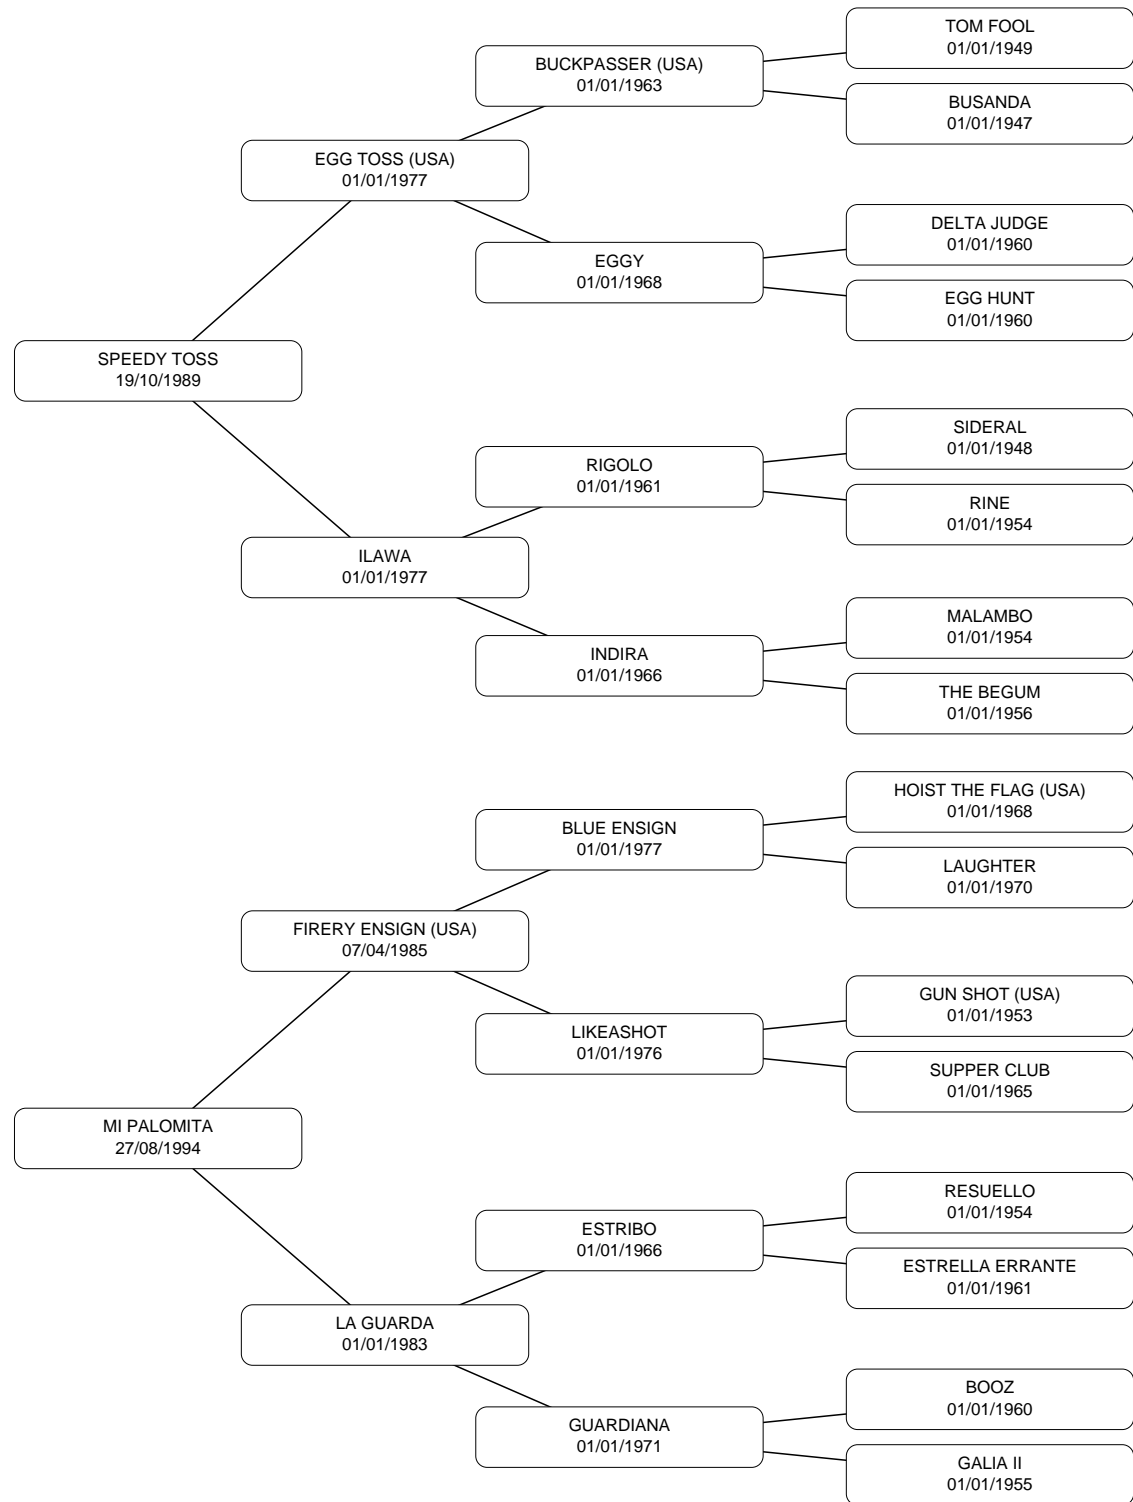 TOM FOOL
01/01/1949
BUCKPASSER (USA)
01/01/1963
BUSANDA
01/01/1947
EGG TOSS (USA)
01/01/1977
DELTA JUDGE
01/01/1960
EGGY
01/01/1968
EGG HUNT
01/01/1960
SPEEDY TOSS
19/10/1989
SIDERAL
01/01/1948
RIGOLO
01/01/1961
RINE
01/01/1954
ILAWA
01/01/1977
MALAMBO
01/01/1954
INDIRA
01/01/1966
THE BEGUM
01/01/1956
HOIST THE FLAG (USA)
01/01/1968
BLUE ENSIGN
01/01/1977
LAUGHTER
01/01/1970
FIRERY ENSIGN (USA)
07/04/1985
GUN SHOT (USA)
01/01/1953
LIKEASHOT
01/01/1976
SUPPER CLUB
01/01/1965
MI PALOMITA
27/08/1994
RESUELLO
01/01/1954
ESTRIBO
01/01/1966
ESTRELLA ERRANTE
01/01/1961
LA GUARDA
01/01/1983
BOOZ
01/01/1960
GUARDIANA
01/01/1971
GALIA II
01/01/1955